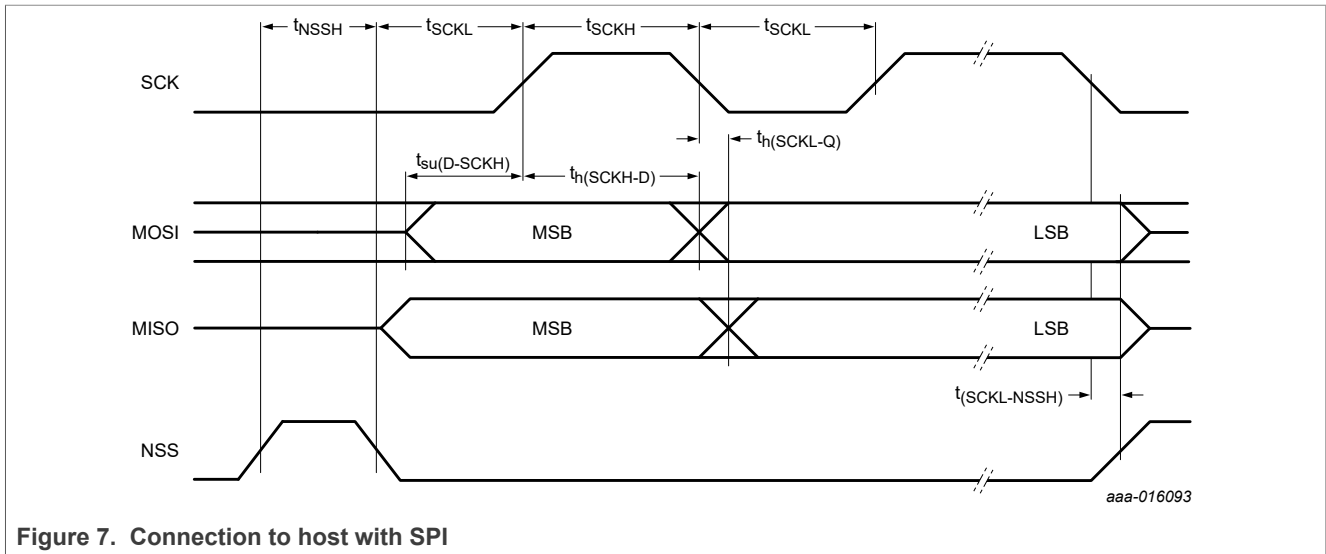 tNSSH tSCKL tSCKH tSCKL
SCK
th(SCKL-Q)
tsu(D-SCKH)
th(SCKH-D)
MOSI MSB LSB
MISO MSB LSB
t(SCKL-NSSH)
NSS
aaa-016093
Figure 7. Connection to host with SPI